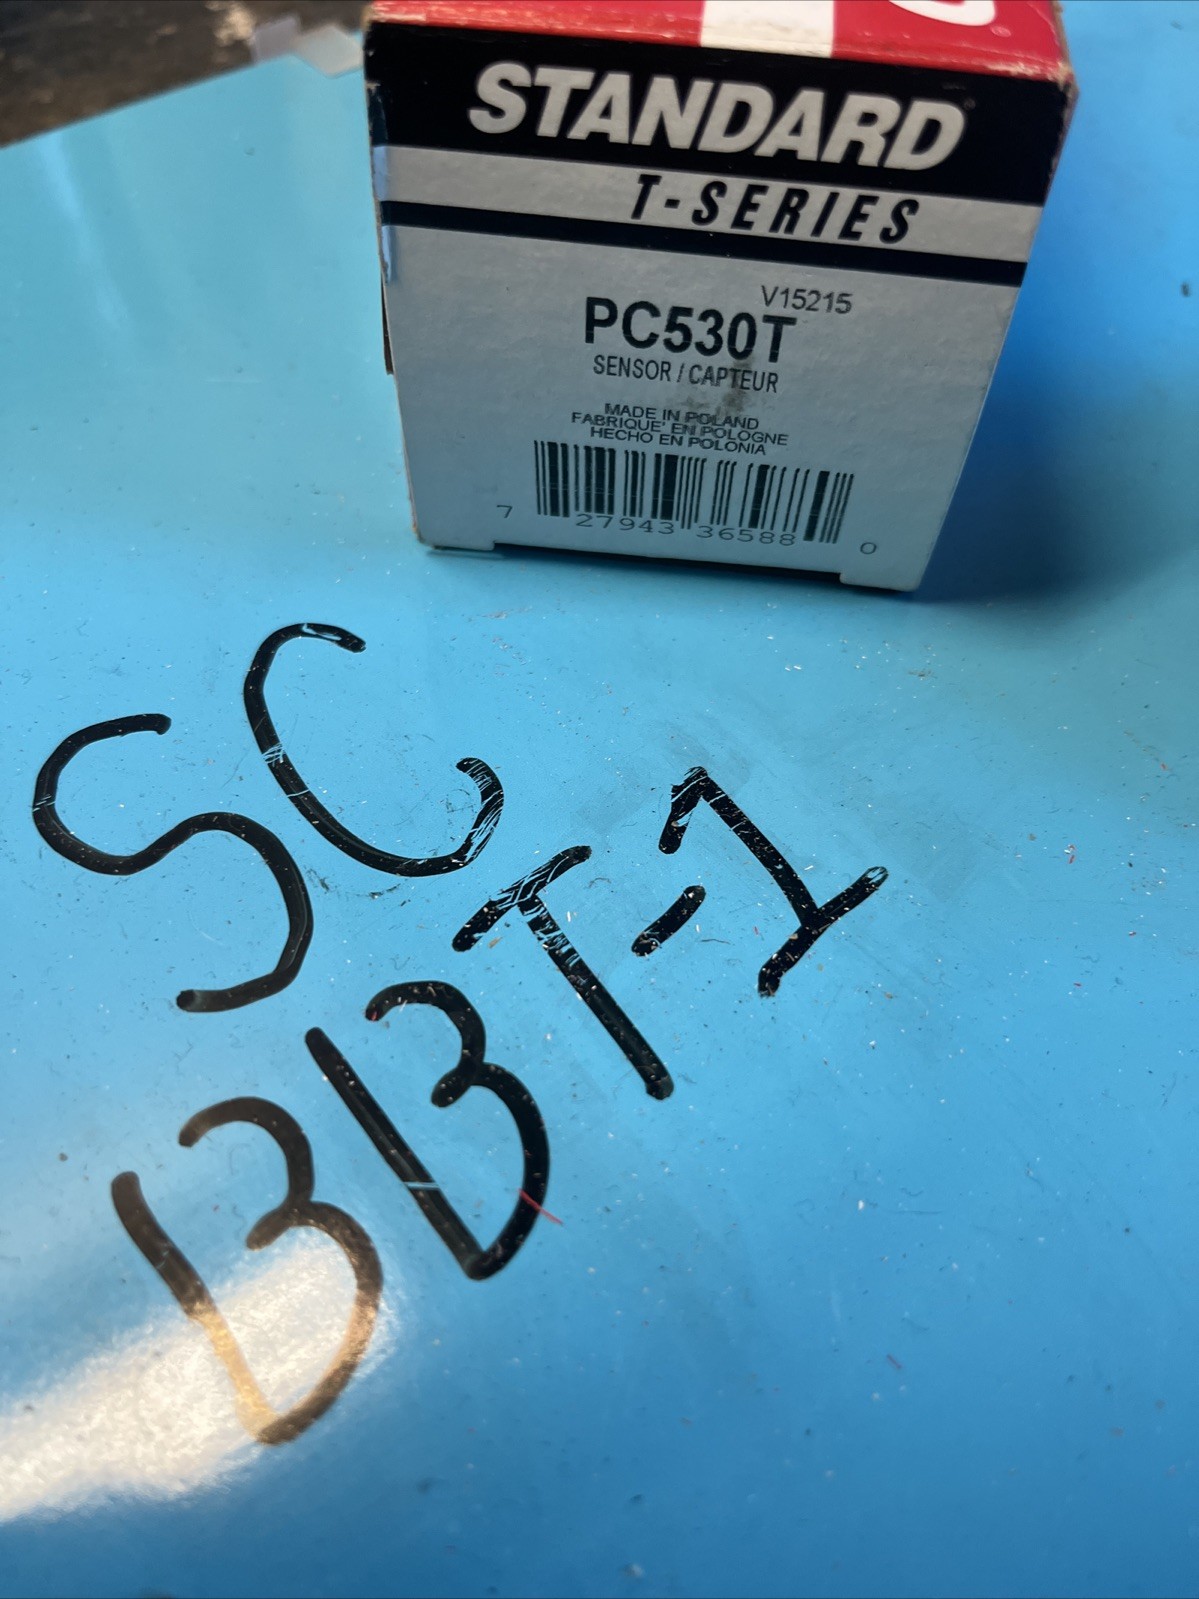 STANDARD
T-SERIES
V15215
PC530T
SENSOR / CAPTEUR
MADE IN POLAND
FABRIQUE' EN POLOGNE
HECHO EN POLONIA
7 27943 36588 0
SC
BBT-1